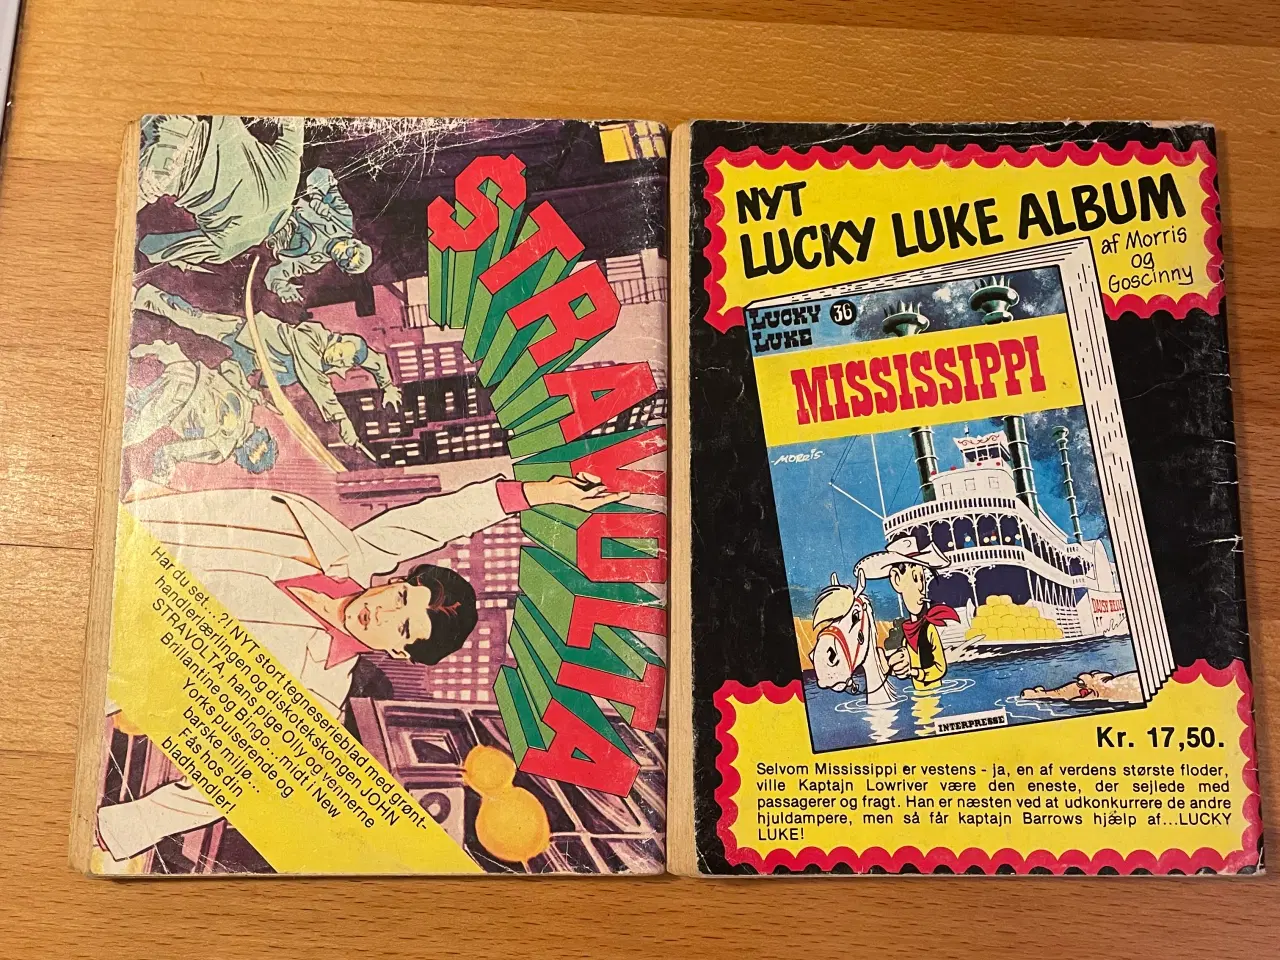 STRAVOLTA
Har du set...?! NYT stort tegneserieblad med grønt-
handlerlærlingen og diskotekskongen JOHN
STRAVOLTA, hans pige Olly og vennerne
Brillantine og Bingo...midt i New
Yorks pulserende og
barske miljø...
Fås hos din
bladhandler!
NYT
LUCKY LUKE ALBUM
af Morris
og
Goscinny
LUCKY
LUKE
36
MISSISSIPPI
-MORRIS
DAISY BELLE
INTERPRESSE
Kr. 17,50.
Selvom Mississippi er vestens - ja, en af verdens største floder,
ville Kaptajn Lowriver være den eneste, der sejlede med
passagerer og fragt. Han er næsten ved at udkonkurrere de andre
hjuldampere, men så får kaptajn Barrows hjælp af...LUCKY
LUKE!